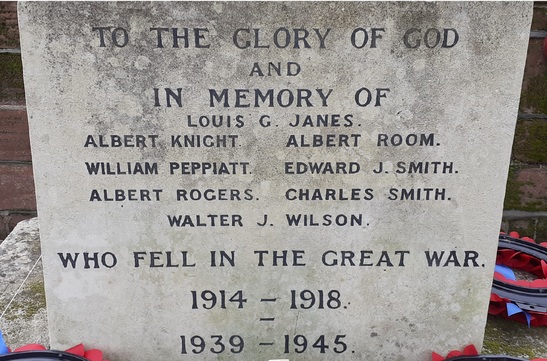 TO THE GLORY OF GOD
AND
IN MEMORY OF
LOUIS G. JANES.
ALBERT KNIGHT. ALBERT ROOM.
WILLIAM PEPPIATT. EDWARD J. SMITH.
ALBERT ROGERS. CHARLES SMITH.
WALTER J. WILSON.
WHO FELL IN THE GREAT WAR.
1914 – 1918.
–
1939 – 1945.